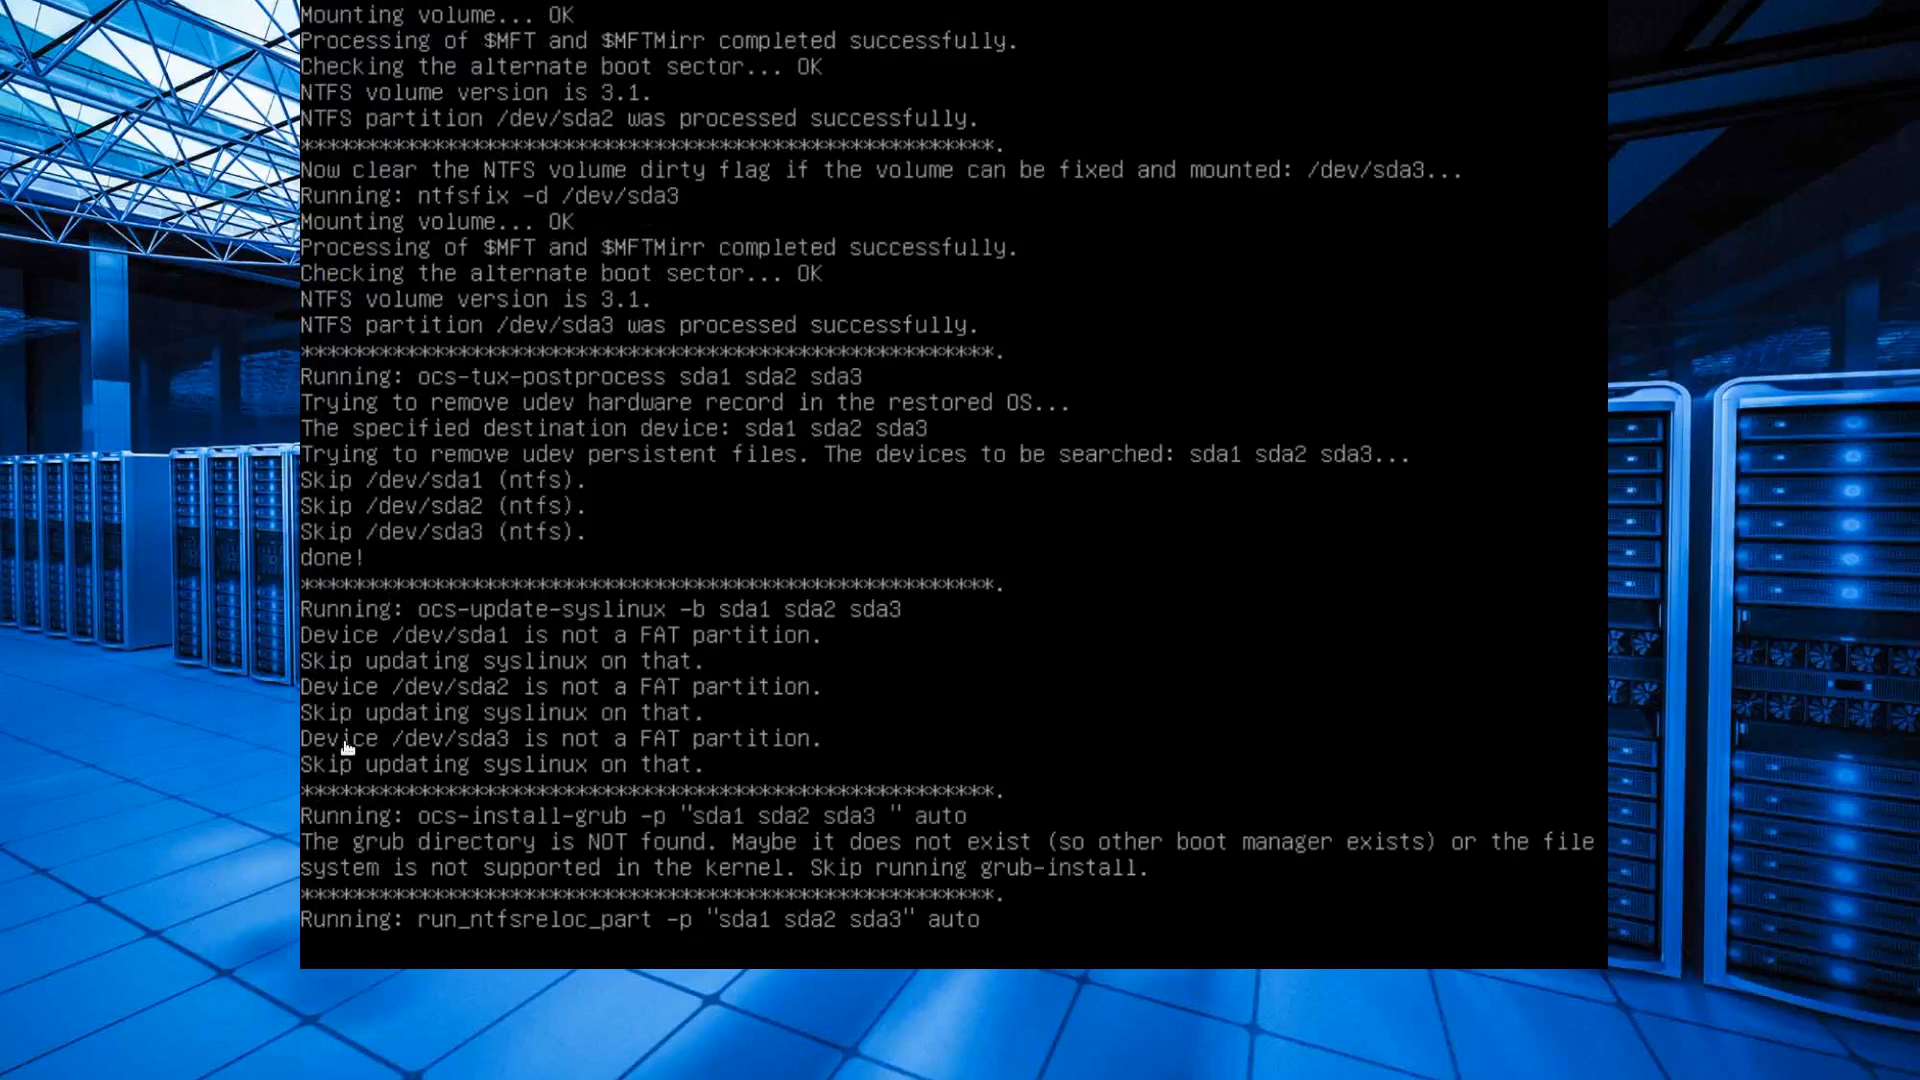 Mounting volume... OK
Processing of $MFT and $MFTMirr completed successfully.
Checking the alternate boot sector... OK
NTFS volume version is 3.1.
NTFS partition /dev/sda2 was processed successfully.
*****************************************************.
Now clear the NTFS volume dirty flag if the volume can be fixed and mounted: /dev/sda3...
Running: ntfsfix -d /dev/sda3
Mounting volume... OK
Processing of $MFT and $MFTMirr completed successfully.
Checking the alternate boot sector... OK
NTFS volume version is 3.1.
NTFS partition /dev/sda3 was processed successfully.
*****************************************************.
Running: ocs-tux-postprocess sda1 sda2 sda3
Trying to remove udev hardware record in the restored OS...
The specified destination device: sda1 sda2 sda3
Trying to remove udev persistent files. The devices to be searched: sda1 sda2 sda3...
Skip /dev/sda1 (ntfs).
Skip /dev/sda2 (ntfs).
Skip /dev/sda3 (ntfs).
done!
*****************************************************.
Running: ocs-update-syslinux -b sda1 sda2 sda3
Device /dev/sda1 is not a FAT partition.
Skip updating syslinux on that.
Device /dev/sda2 is not a FAT partition.
Skip updating syslinux on that.
Device /dev/sda3 is not a FAT partition.
Skip updating syslinux on that.
*****************************************************.
Running: ocs-install-grub -p "sda1 sda2 sda3 " auto
The grub directory is NOT found. Maybe it does not exist (so other boot manager exists) or the file
system is not supported in the kernel. Skip running grub-install.
*****************************************************.
Running: run_ntfsreloc_part -p "sda1 sda2 sda3" auto